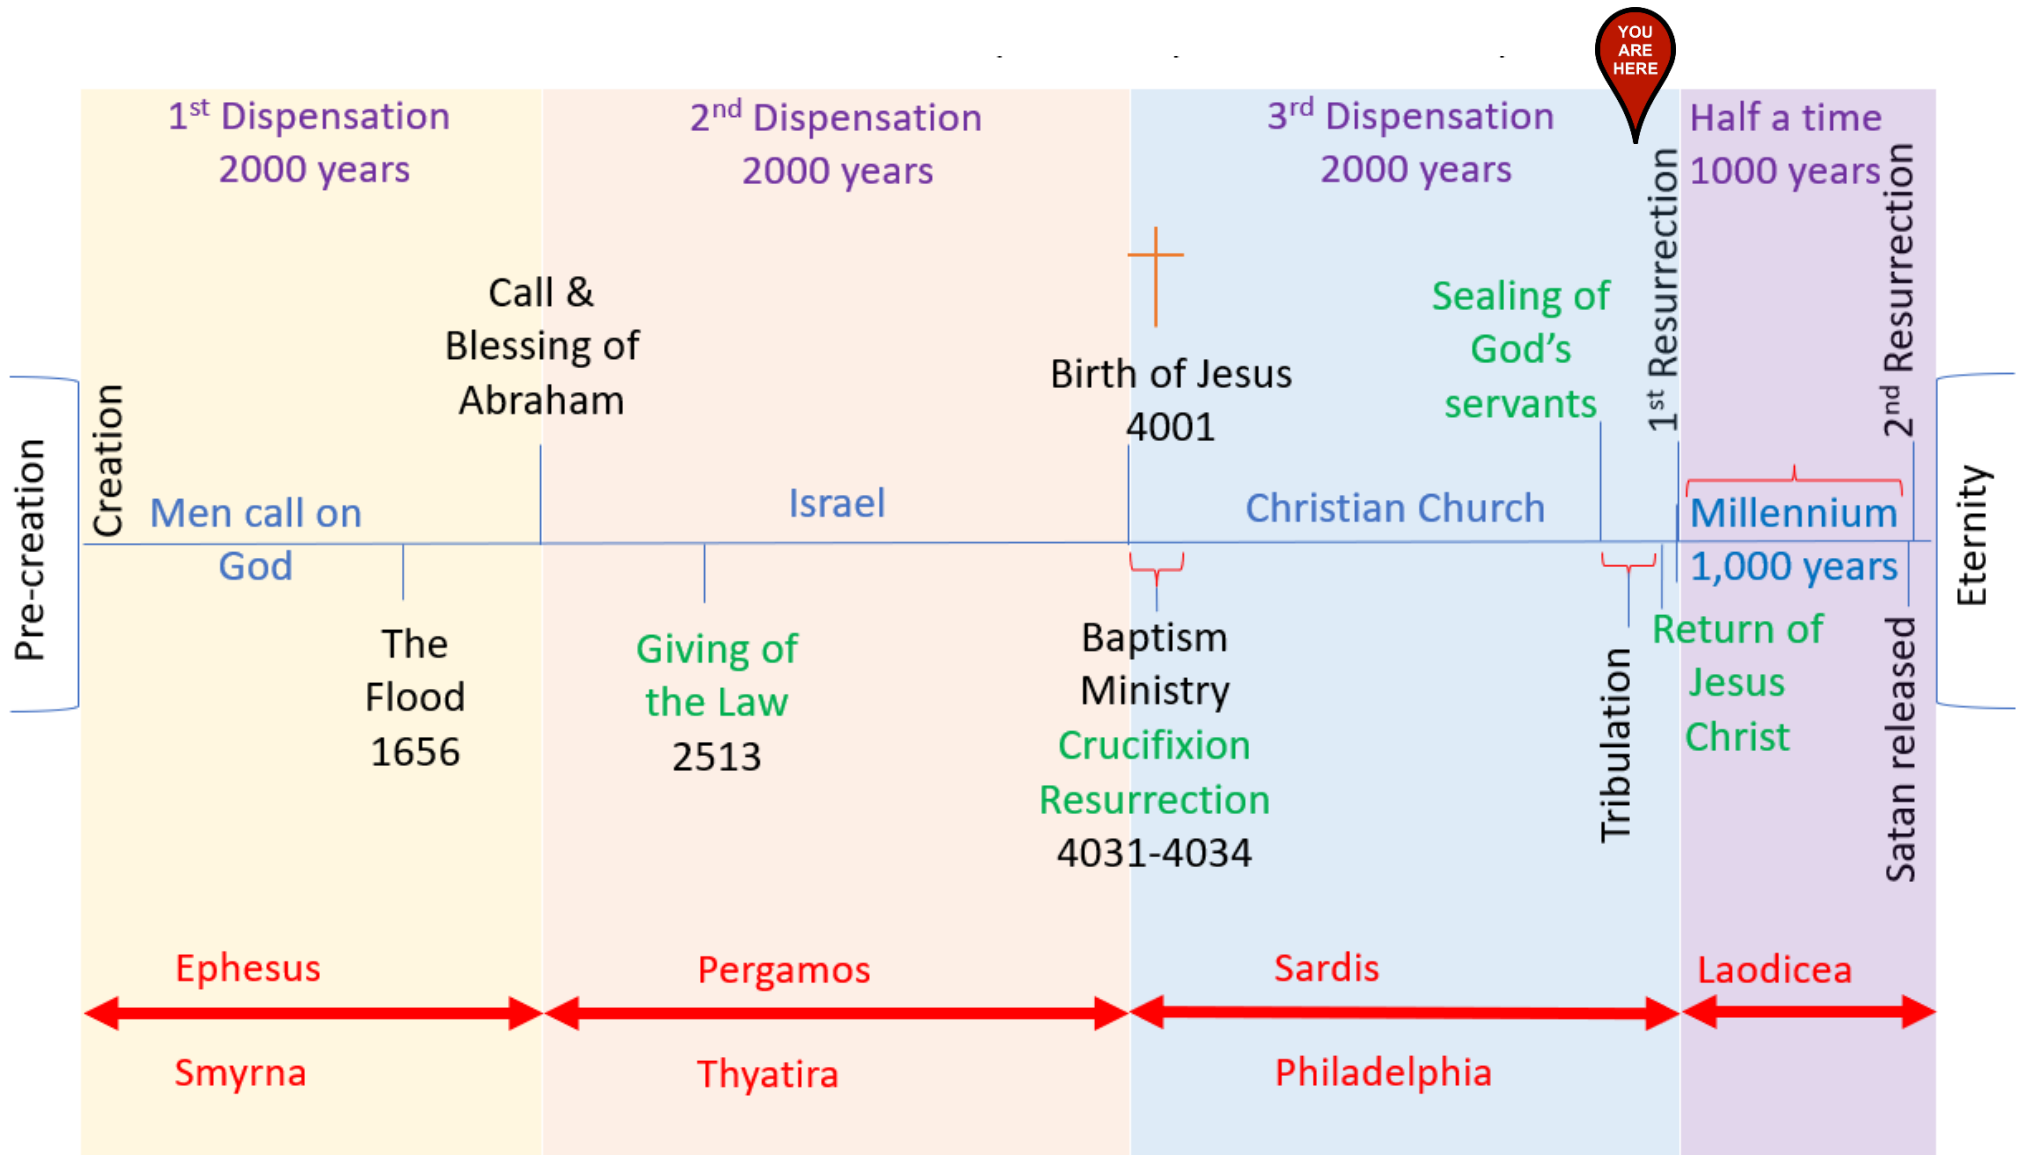 YOU
ARE
HERE
1st Dispensation
2000 years
2nd Dispensation
2000 years
3rd Dispensation
2000 years
Half a time
1000 years
Pre-creation
Creation
Men call on
God
Call &
Blessing of
Abraham
The
Flood
1656
Israel
Giving of
the Law
2513
Birth of Jesus
4001
Baptism
Ministry
Crucifixion
Resurrection
4031-4034
Christian Church
Sealing of
God’s
servants
Tribulation
1st Resurrection
Return of
Jesus
Christ
Millennium
1,000 years
2nd Resurrection
Satan released
Eternity
Ephesus
Smyrna
Pergamos
Thyatira
Sardis
Philadelphia
Laodicea